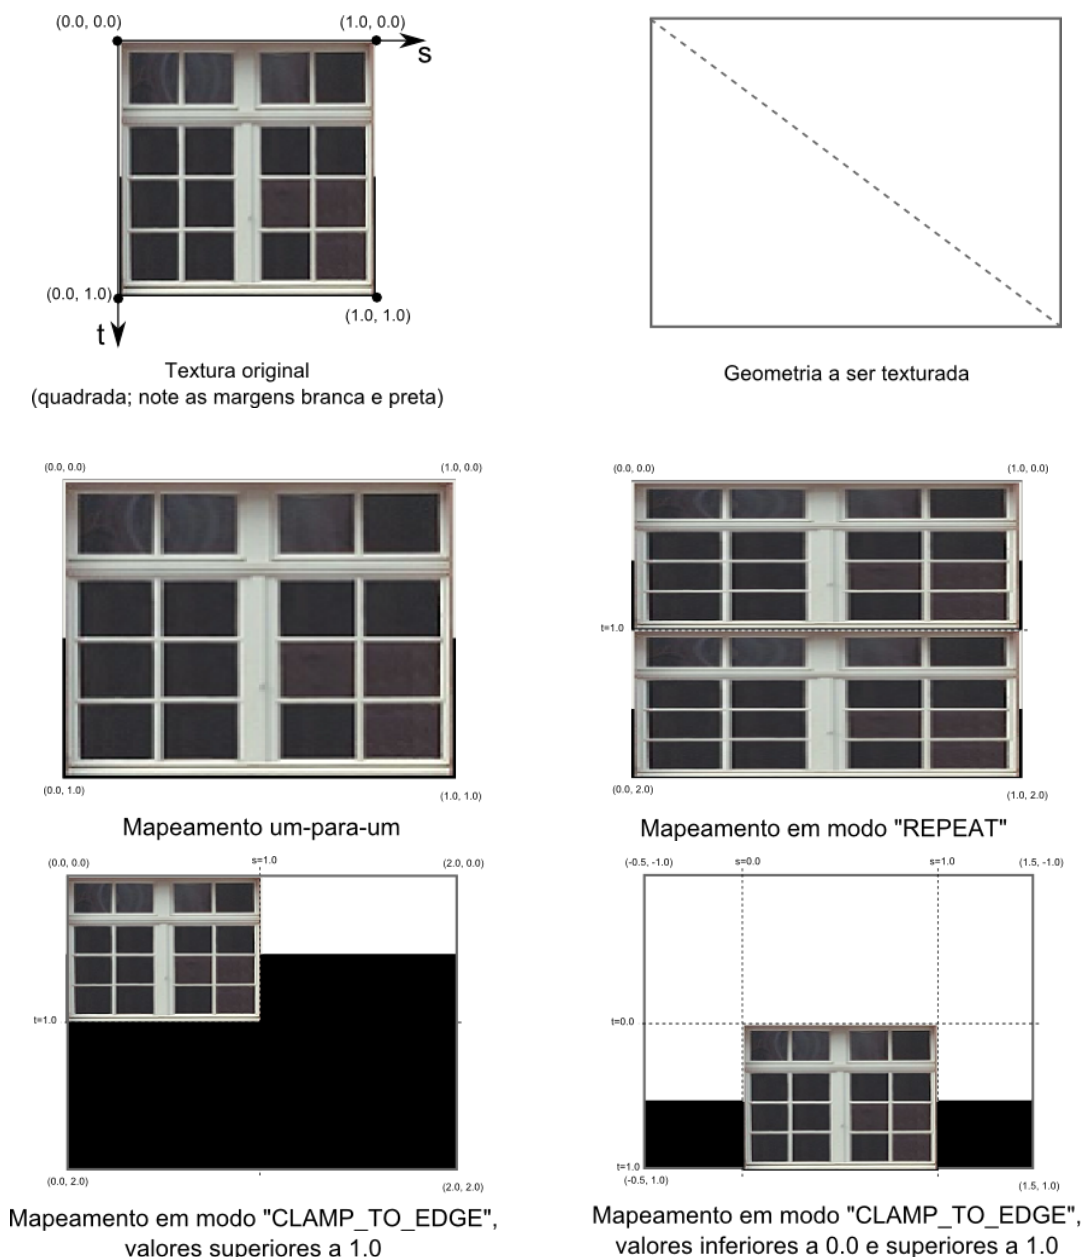 (0.0, 0.0)
(1.0, 0.0)
s
(0.0, 1.0)
(1.0, 1.0)
t
Textura original
(quadrada; note as margens branca e preta)
Geometria a ser texturada
(0.0, 0.0)
(1.0, 0.0)
(0.0, 1.0)
(1.0, 1.0)
Mapeamento um-para-um
(0.0, 0.0)
(1.0, 0.0)
t=1.0
(0.0, 2.0)
(1.0, 2.0)
Mapeamento em modo "REPEAT"
(0.0, 0.0)
s=1.0
(2.0, 0.0)
t=1.0
(0.0, 2.0)
(2.0, 2.0)
Mapeamento em modo "CLAMP_TO_EDGE",
valores superiores a 1.0
(-0.5, -1.0)
s=0.0
s=1.0
(1.5, -1.0)
t=0.0
t=1.0
(-0.5, 1.0)
(1.5, 1.0)
Mapeamento em modo "CLAMP_TO_EDGE",
valores inferiores a 0.0 e superiores a 1.0